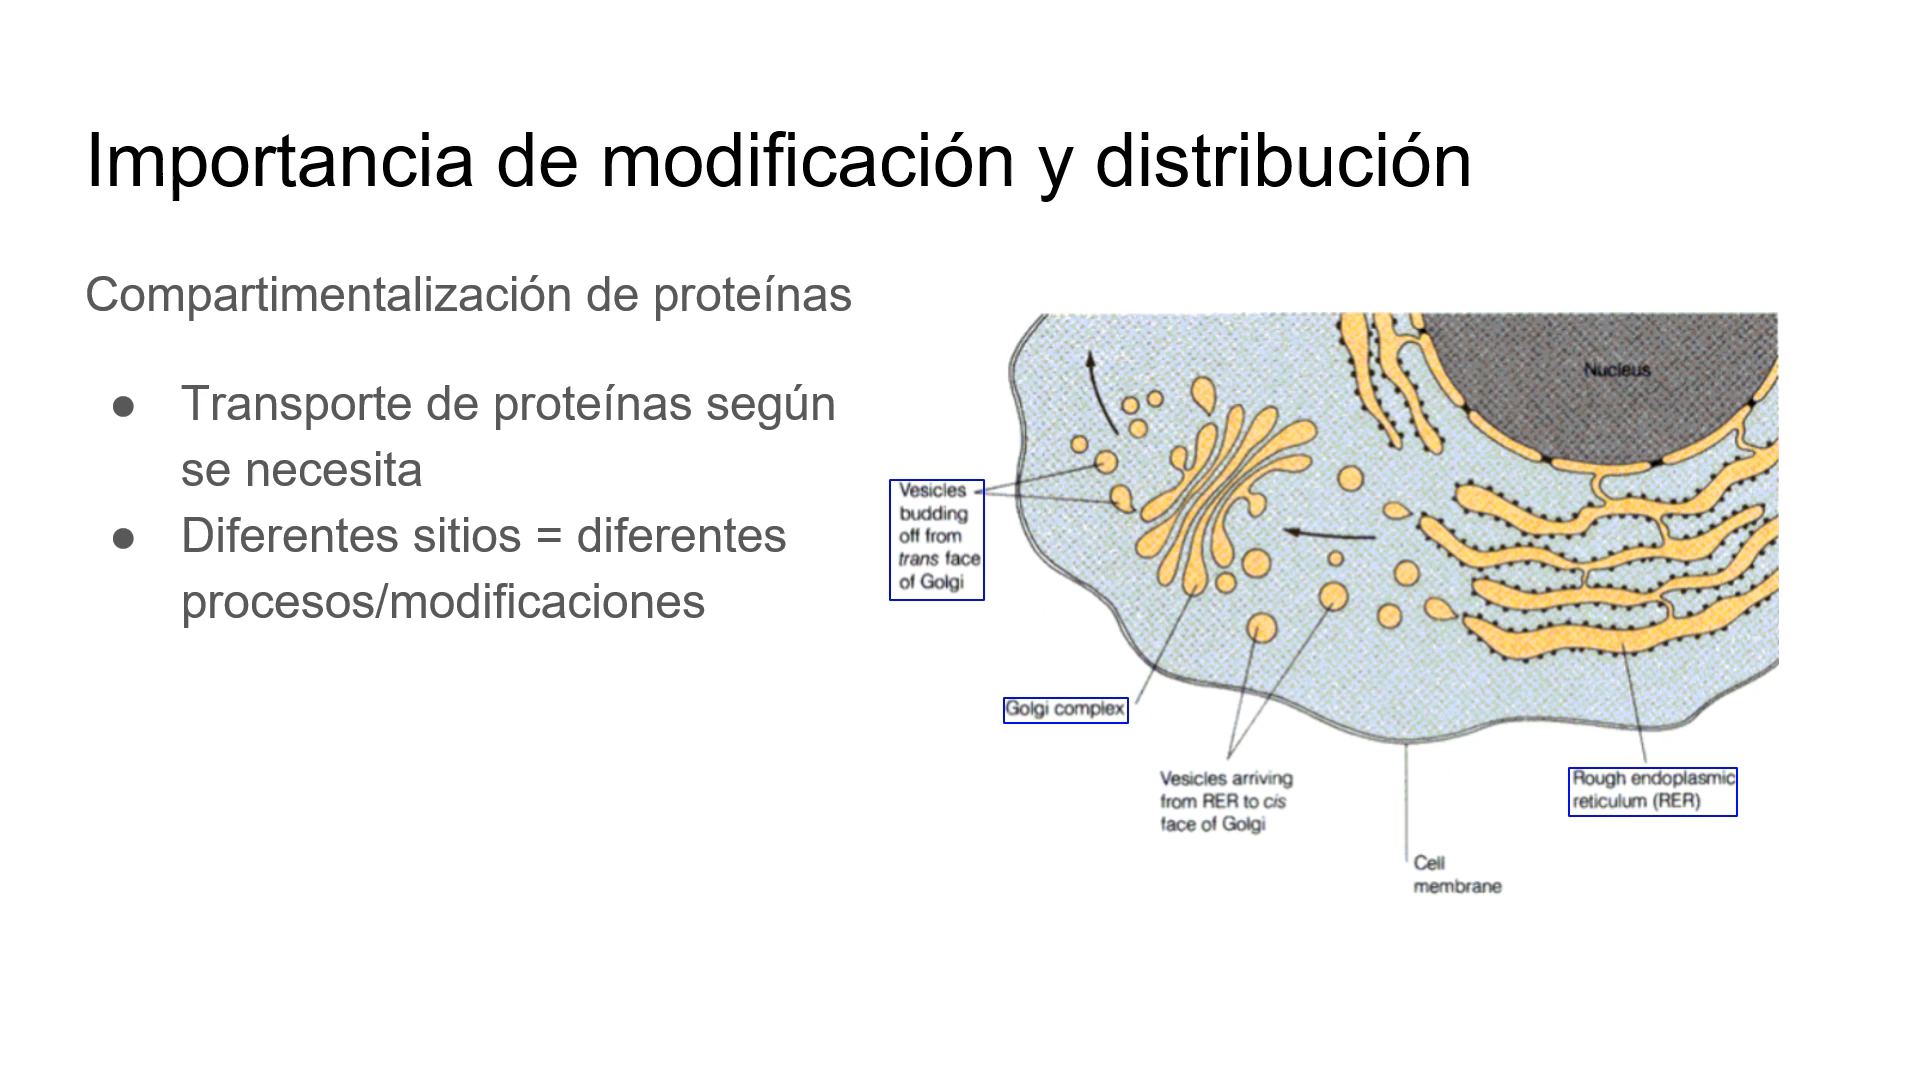 Importancia de modificación y distribución
Compartimentalización de proteínas
● Transporte de proteínas según
se necesita
● Diferentes sitios = diferentes
procesos/modificaciones
Nucleus
Vesicles
budding
off from
trans face
of Golgi
Golgi complex
Vesicles arriving
from RER to cis
face of Golgi
Rough endoplasmic
reticulum (RER)
Cell
membrane